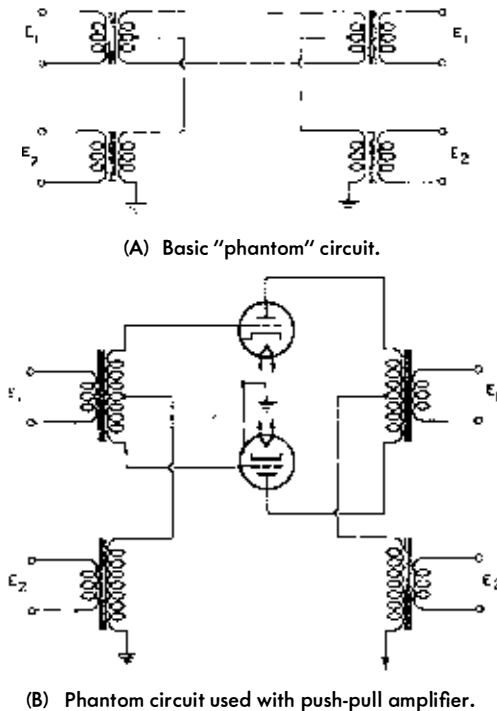 E₁ E₁
E₂ E₂
(A) Basic "phantom" circuit.
E₁ E₁
E₂ E₂
(B) Phantom circuit used with push-pull amplifier.